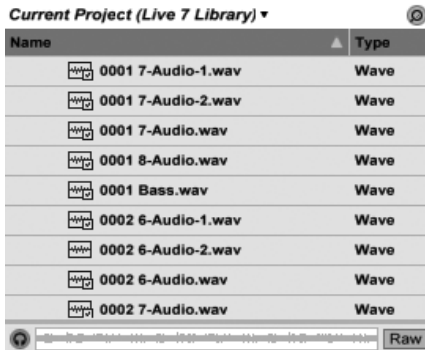 Current Project (Live 7 Library)
Name Type
0001 7-Audio-1.wav Wave
0001 7-Audio-2.wav Wave
0001 7-Audio.wav Wave
0001 8-Audio.wav Wave
0001 Bass.wav Wave
0002 6-Audio-1.wav Wave
0002 6-Audio-2.wav Wave
0002 6-Audio.wav Wave
0002 7-Audio.wav Wave
Raw